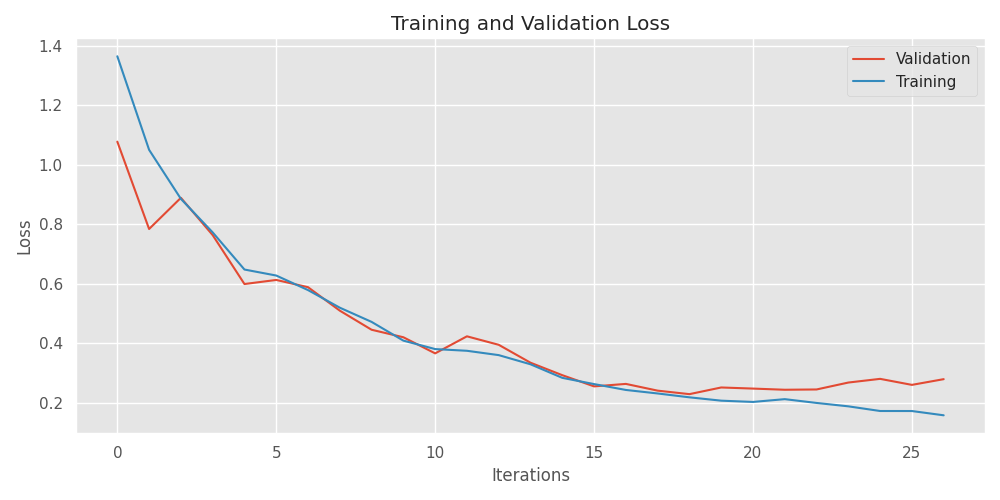 Training and Validation Loss
Validation
Training
1.4
1.2
1.0
0.8
0.6
0.4
0.2
Loss
0 5 10 15 20 25
Iterations